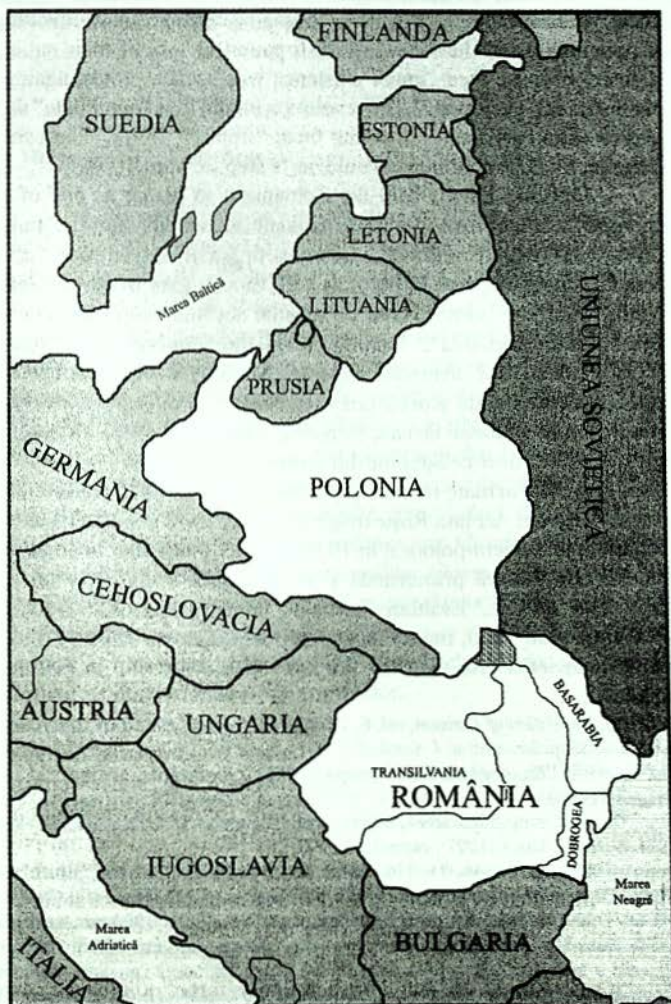 FINLANDA
SUEDIA
ESTONIA
LETONIA
Marea Baltică
LITUANIA
PRUSIA
UNIUNEA SOVIETICĂ
GERMANIA
POLONIA
CEHOSLOVACIA
BASARABIA
AUSTRIA
UNGARIA
TRANSILVANIA
ROMÂNIA
DOBROGEA
IUGOSLAVIA
Marea
Neagră
Marea
Adriatică
BULGARIA
ITALIA